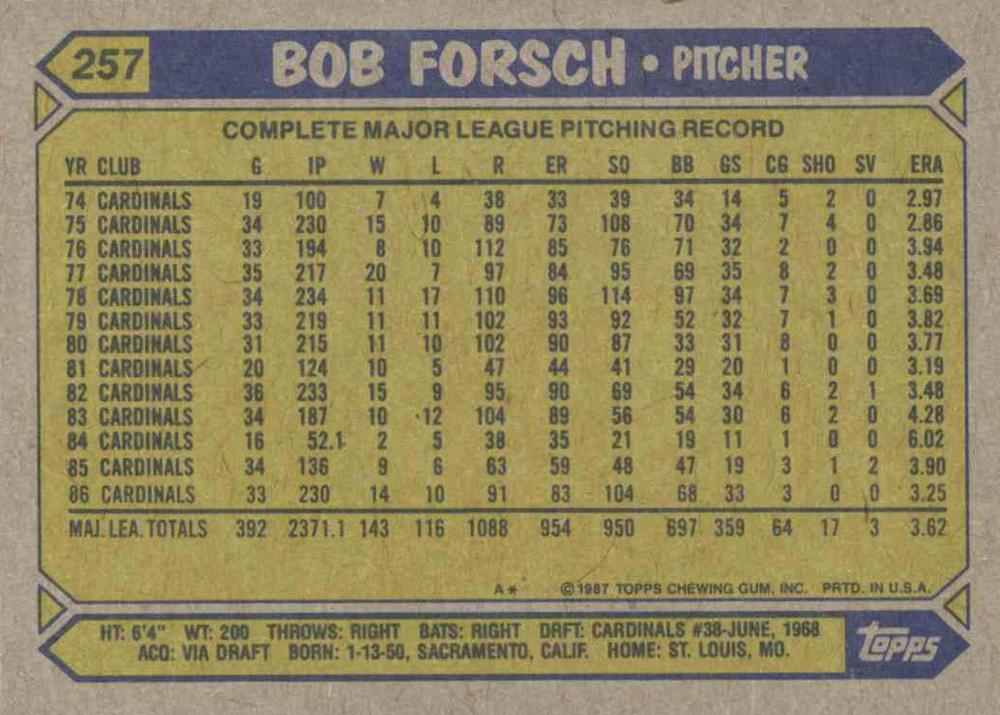 257 BOB FORSCH • PITCHER
COMPLETE MAJOR LEAGUE PITCHING RECORD
YR CLUB G IP W L R ER SO BB GS CG SHO SV ERA
74 CARDINALS 19 100 7 4 38 33 39 34 14 5 2 0 2.97
75 CARDINALS 34 230 15 10 89 73 108 70 34 7 4 0 2.86
76 CARDINALS 33 194 8 10 112 85 76 71 32 2 0 0 3.94
77 CARDINALS 35 217 20 7 97 84 95 69 35 8 2 0 3.48
78 CARDINALS 34 234 11 17 110 96 114 97 34 7 3 0 3.69
79 CARDINALS 33 219 11 11 102 93 92 52 32 7 1 0 3.82
80 CARDINALS 31 215 11 10 102 90 87 33 31 8 0 0 3.77
81 CARDINALS 20 124 10 5 47 44 41 29 20 1 0 0 3.19
82 CARDINALS 36 233 15 9 95 90 69 54 34 6 2 1 3.48
83 CARDINALS 34 187 10 12 104 89 56 54 30 6 2 0 4.28
84 CARDINALS 16 52.1 2 5 38 35 21 19 11 1 0 0 6.02
85 CARDINALS 34 136 9 6 63 59 48 47 19 3 1 2 3.90
86 CARDINALS 33 230 14 10 91 83 104 68 33 3 0 0 3.25
MAJ. LEA. TOTALS 392 2371.1 143 116 1088 954 950 697 359 64 17 3 3.62
A* © 1987 TOPPS CHEWING GUM, INC. PRTD. IN U.S.A.
HT: 6'4" WT: 200 THROWS: RIGHT BATS: RIGHT DRFT: CARDINALS #38-JUNE, 1968
ACQ: VIA DRAFT BORN: 1-13-50, SACRAMENTO, CALIF. HOME: ST. LOUIS, MO.
Topps